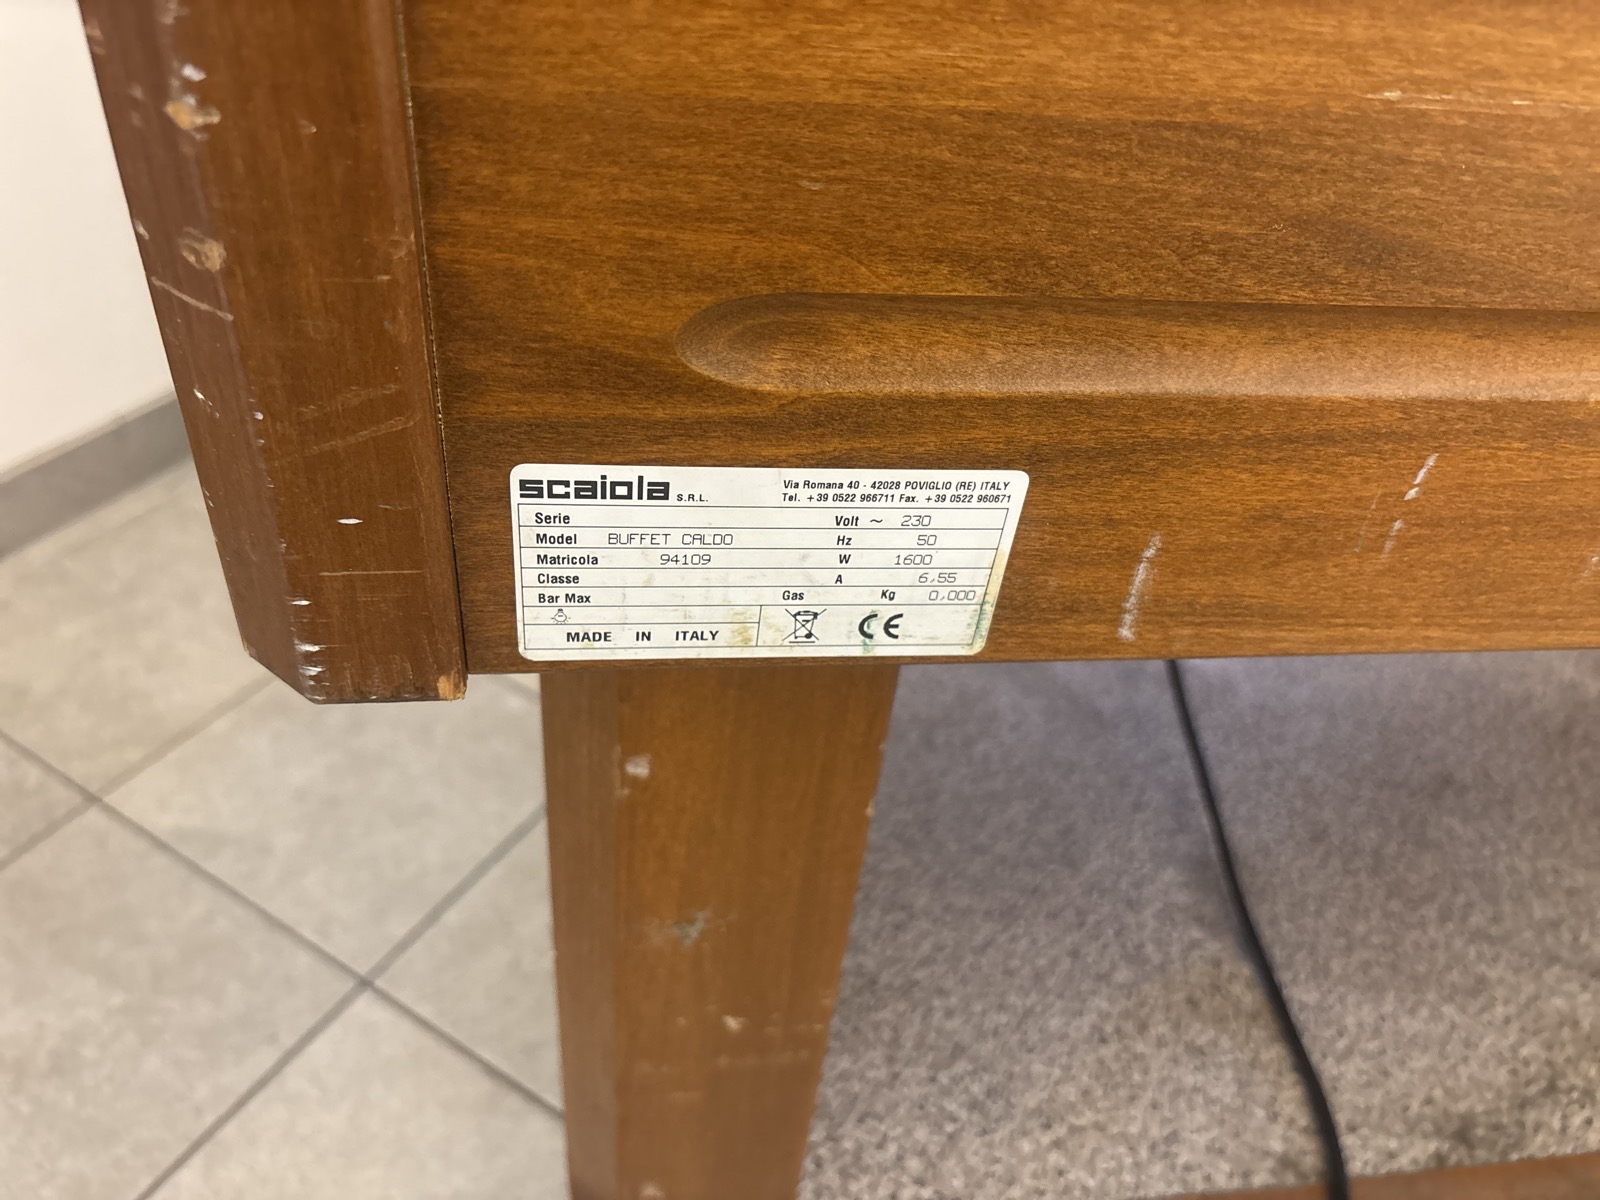 scaiola S.R.L.
Via Romana 40 - 42028 POVIGLIO (RE) ITALY
Tel. +39 0522 966711 Fax. +39 0522 960671
Serie Volt ~ 230
Model BUFFET CALDO Hz 50
Matricola 94109 W 1600
Classe A 6,55
Bar Max Gas Kg 0,000
MADE IN ITALY CE